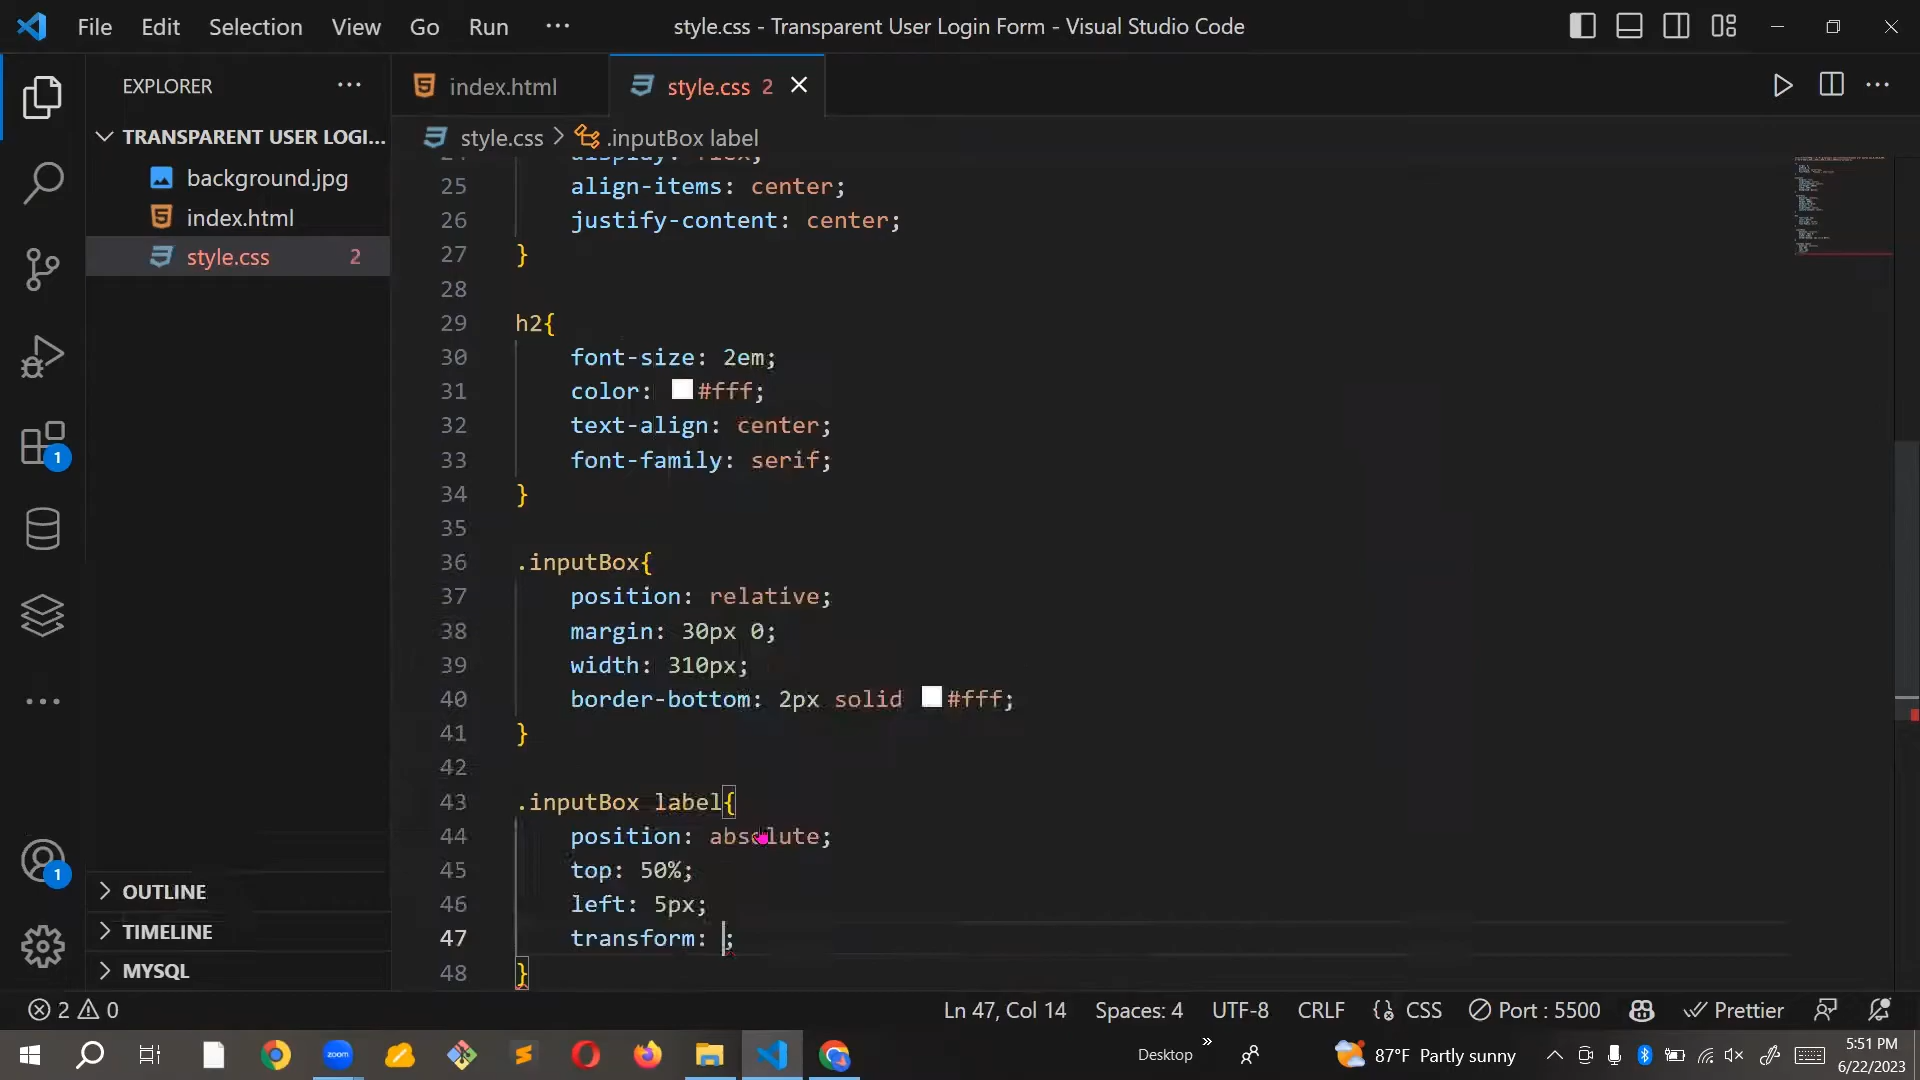 File Edit Selection View Go Run ···
style.css - Transparent User Login Form - Visual Studio Code
EXPLORER
TRANSPARENT USER LOGI...
background.jpg
index.html
style.css 2
OUTLINE
TIMELINE
MYSQL
1
1
index.html
style.css 2
style.css > .inputBox label
24 display: flex;
25 align-items: center;
26 justify-content: center;
27 }
28
29 h2{
30 font-size: 2em;
31 color: #fff;
32 text-align: center;
33 font-family: serif;
34 }
35
36 .inputBox{
37 position: relative;
38 margin: 30px 0;
39 width: 310px;
40 border-bottom: 2px solid #fff;
41 }
42
43 .inputBox label{
44 position: absolute;
45 top: 50%;
46 left: 5px;
47 transform: ;
48 }
2 0
Ln 47, Col 14 Spaces: 4 UTF-8 CRLF CSS Port : 5500 Prettier
zoom
Desktop »
87°F Partly sunny
5:51 PM
6/22/2023